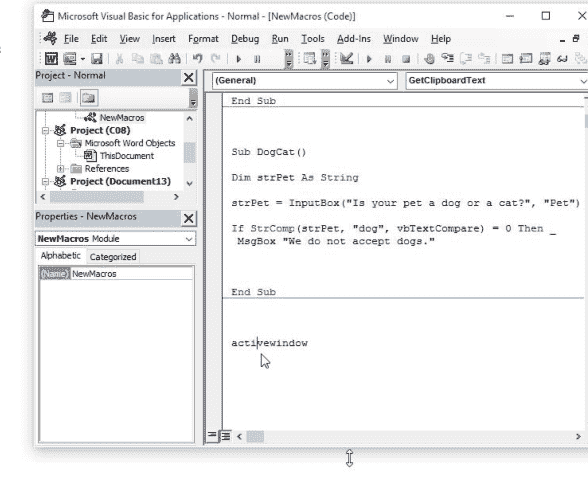 Microsoft Visual Basic for Applications - Normal - [NewMacros (Code)]
File Edit View Insert Format Debug Run Tools Add-Ins Window Help
Project - Normal
NewMacros
Project (C08)
Microsoft Word Objects
ThisDocument
References
Project (Document13)
Properties - NewMacros
NewMacros Module
Alphabetic Categorized
(Name) NewMacros
(General) GetClipboardText
End Sub
Sub DogCat()
Dim strPet As String
strPet = InputBox("Is your pet a dog or a cat?", "Pet")
If StrComp(strPet, "dog", vbTextCompare) = 0 Then _
MsgBox "We do not accept dogs."
End Sub
activewindow